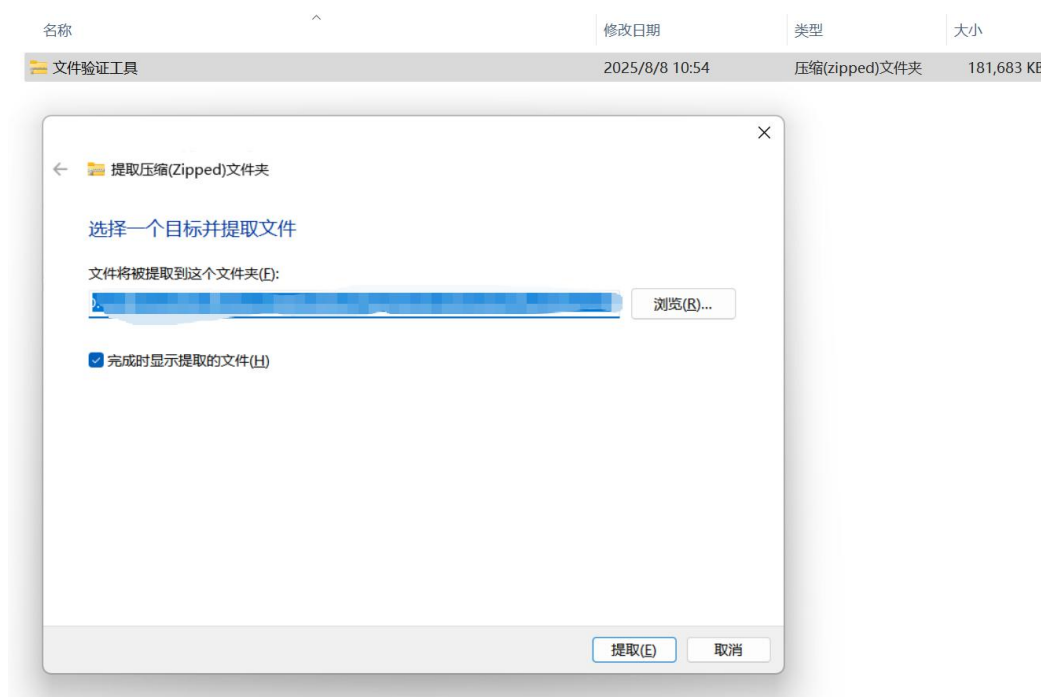 名称 修改日期 类型 大小
文件验证工具 2025/8/8 10:54 压缩(zipped)文件夹 181,683 KB
提取压缩(Zipped)文件夹
选择一个目标并提取文件
文件将被提取到这个文件夹(F):
浏览(R)...
完成时显示提取的文件(H)
提取(E) 取消